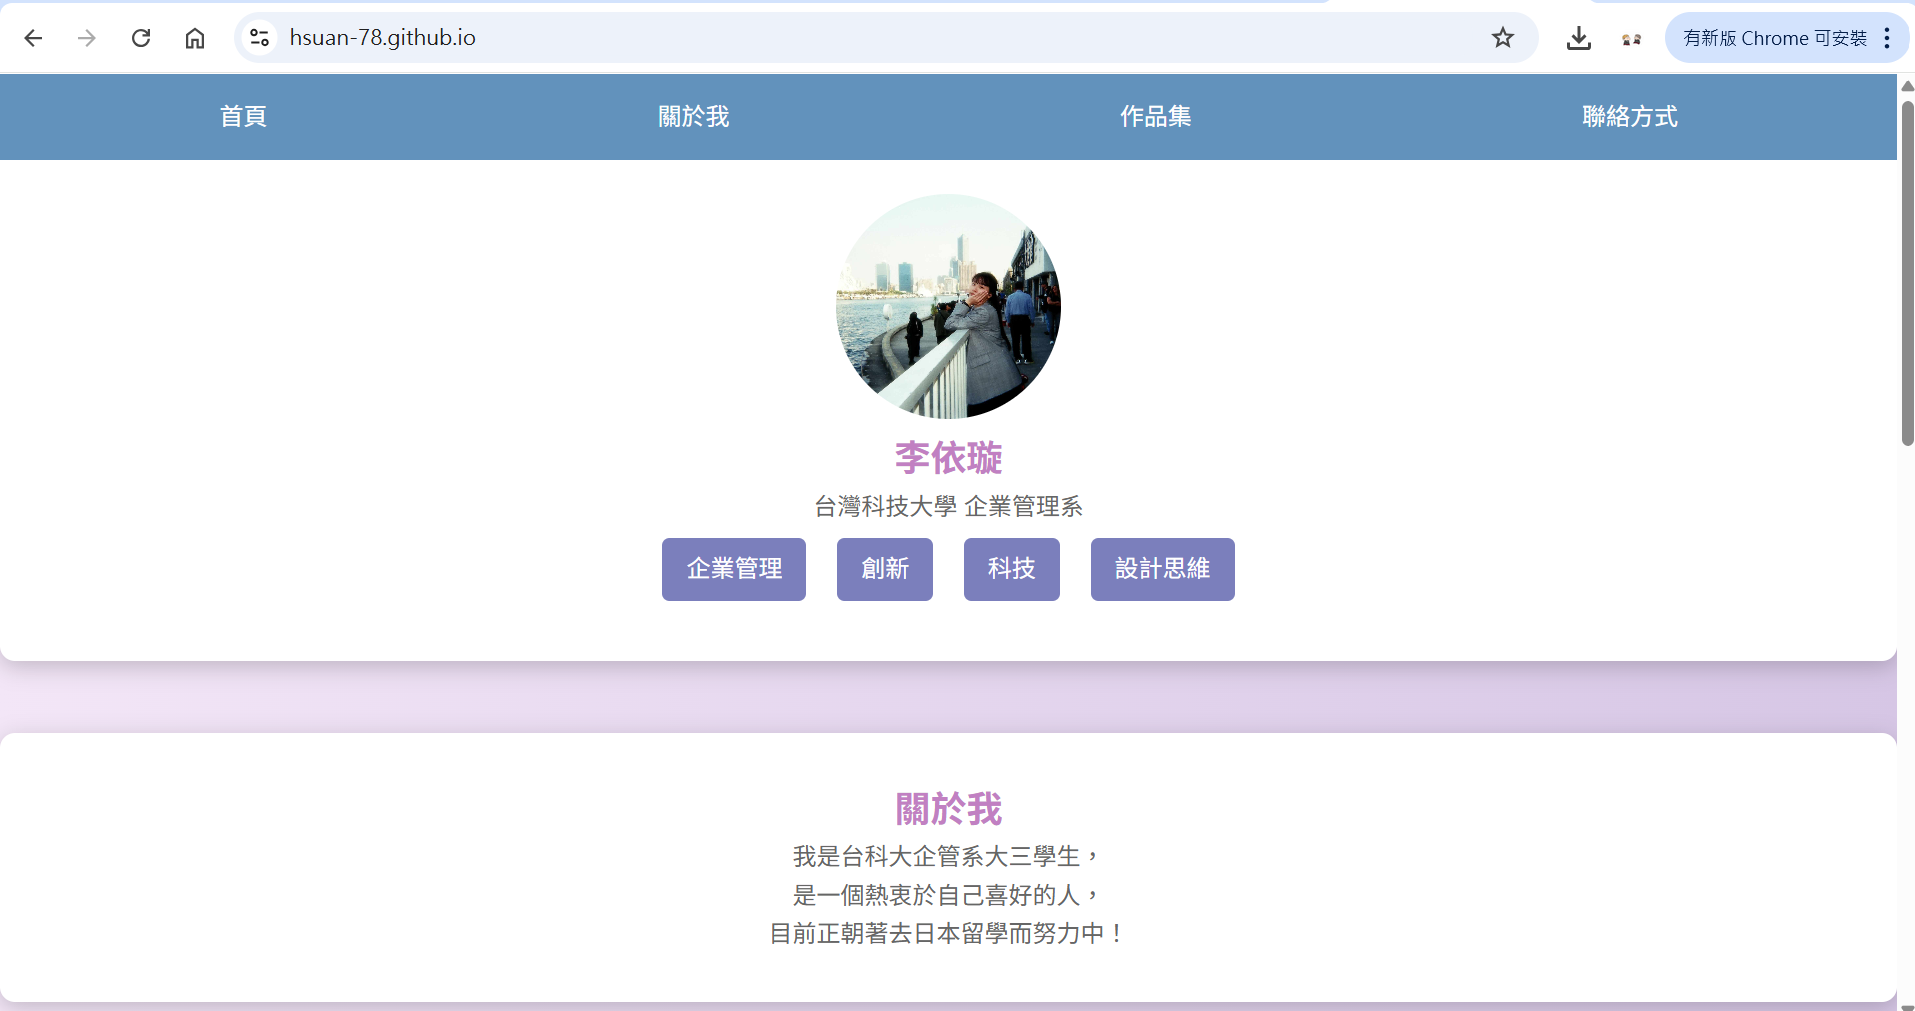 hsuan-78.github.io
有新版 Chrome 可安裝
首頁 關於我 作品集 聯絡方式
李依璇
台灣科技大學 企業管理系
企業管理 創新 科技 設計思維
關於我
我是台科大企管系大三學生，
是一個熱衷於自己喜好的人，
目前正朝著去日本留學而努力中！